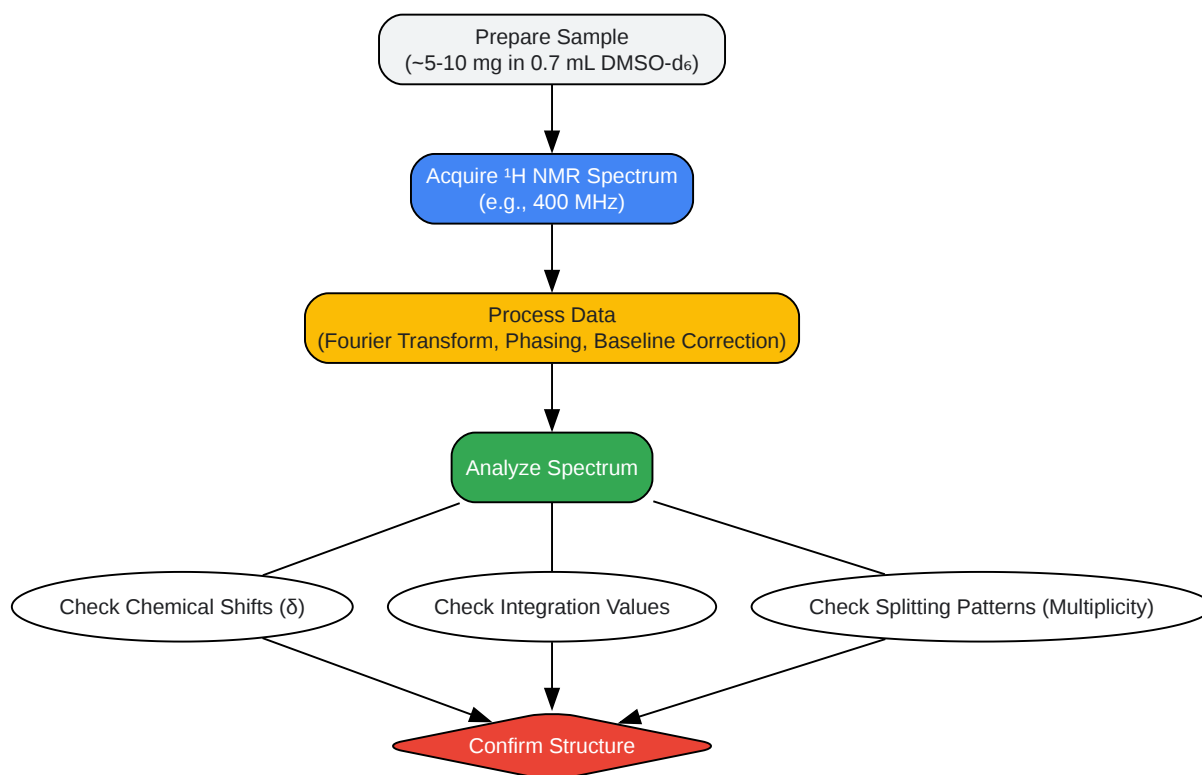 Prepare Sample
(~5-10 mg in 0.7 mL DMSO-d₆)
Acquire ¹H NMR Spectrum
(e.g., 400 MHz)
Process Data
(Fourier Transform, Phasing, Baseline Correction)
Analyze Spectrum
Check Chemical Shifts (δ)
Check Integration Values
Check Splitting Patterns (Multiplicity)
Confirm Structure